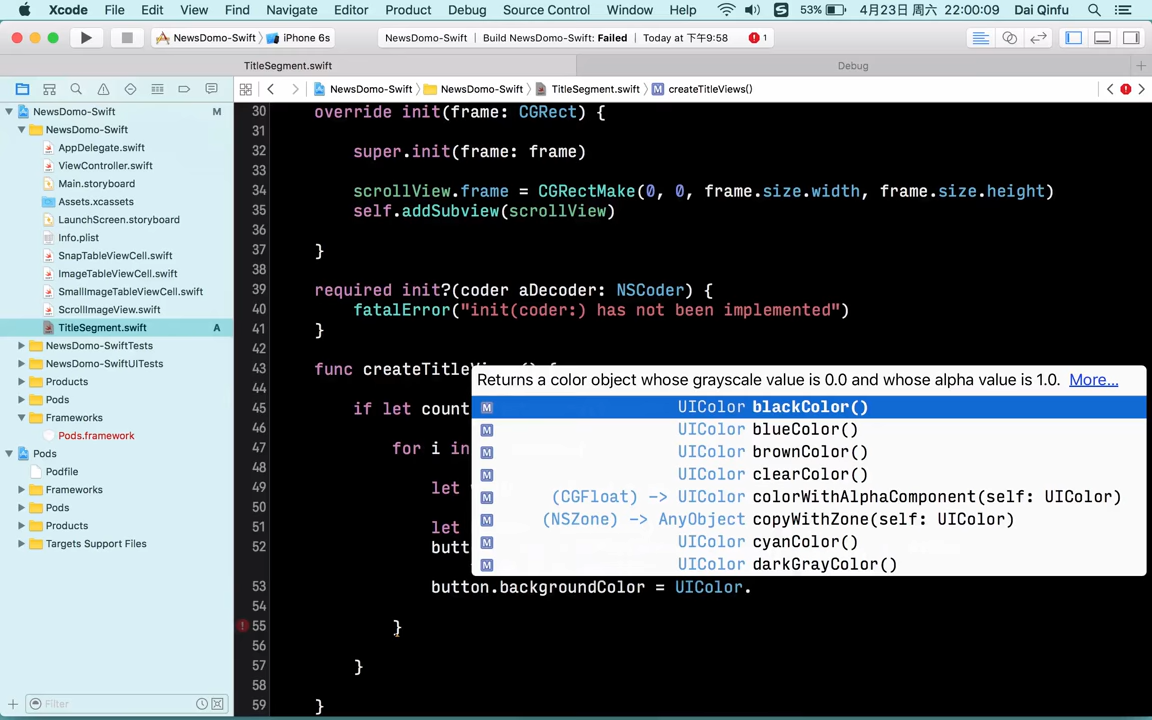 Xcode File Edit View Find Navigate Editor Product Debug Source Control Window Help 53% 4月23日 周六 22:00:09 Dai Qinfu
NewsDomo-Swift iPhone 6s NewsDomo-Swift | Build NewsDomo-Swift: Failed | Today at 下午9:58 1
TitleSegment.swift Debug
NewsDomo-Swift NewsDomo-Swift TitleSegment.swift M createTitleViews()
NewsDomo-Swift M
NewsDomo-Swift
AppDelegate.swift
ViewController.swift
Main.storyboard
Assets.xcassets
LaunchScreen.storyboard
Info.plist
SnapTableViewCell.swift
ImageTableViewCell.swift
SmallImageTableViewCell.swift
ScrollImageView.swift
TitleSegment.swift A
NewsDomo-SwiftTests
NewsDomo-SwiftUITests
Products
Pods
Frameworks
Pods.framework
Pods
Podfile
Frameworks
Pods
Products
Targets Support Files
Filter
30 override init(frame: CGRect) {
31
32 super.init(frame: frame)
33
34 scrollView.frame = CGRectMake(0, 0, frame.size.width, frame.size.height)
35 self.addSubview(scrollView)
36
37 }
38
39 required init?(coder aDecoder: NSCoder) {
40 fatalError("init(coder:) has not been implemented")
41 }
42
43 func createTitle
44
45 if let count
46
47 for i in
48
49 let
50
51 let
52 butt
53 button.backgroundColor = UIColor.
54
55 }
56
57 }
58
59 }
Returns a color object whose grayscale value is 0.0 and whose alpha value is 1.0. More...
M UIColor blackColor()
M UIColor blueColor()
M UIColor brownColor()
M UIColor clearColor()
M (CGFloat) -> UIColor colorWithAlphaComponent(self: UIColor)
M (NSZone) -> AnyObject copyWithZone(self: UIColor)
M UIColor cyanColor()
M UIColor darkGrayColor()